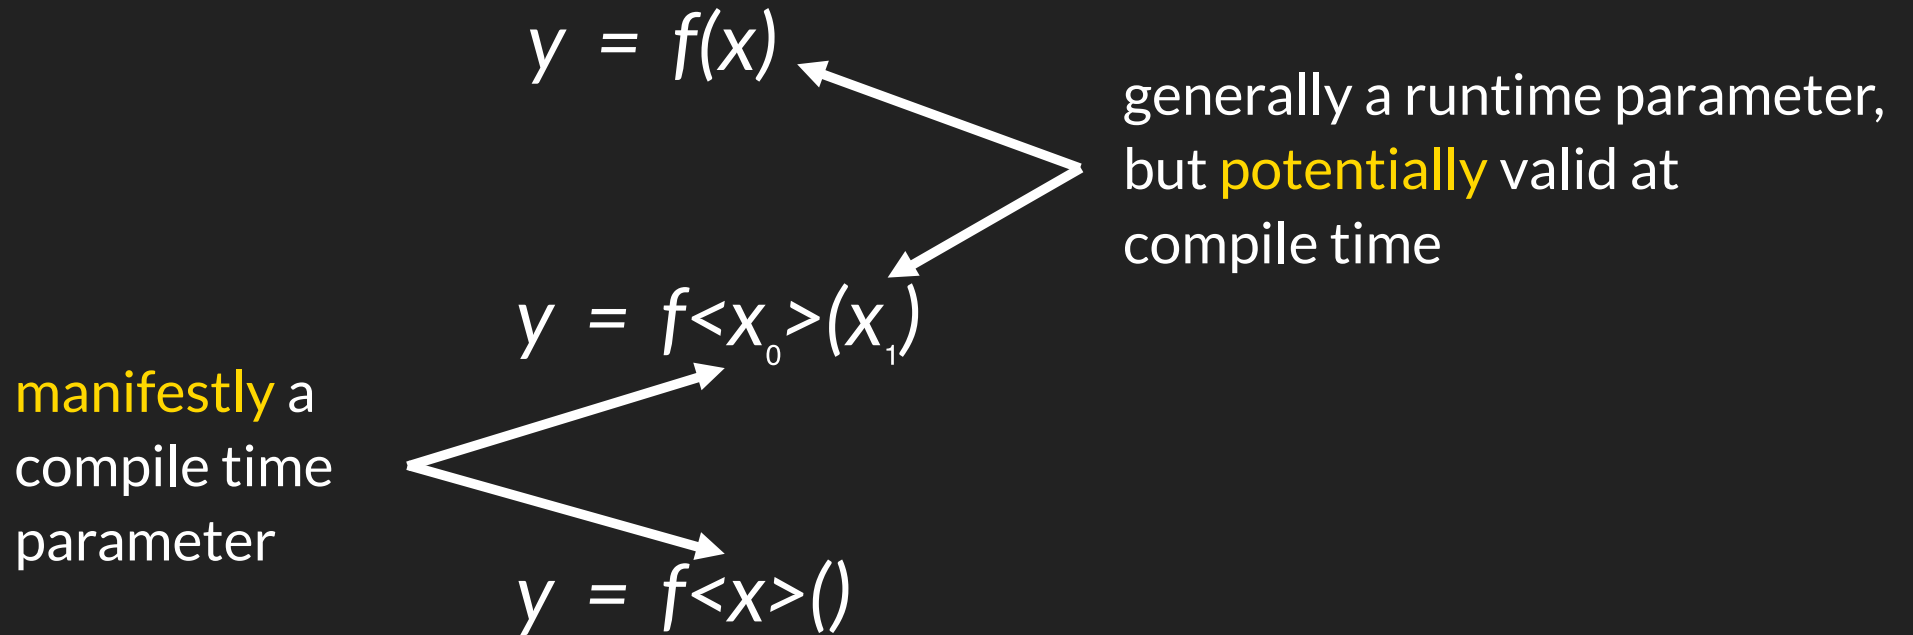 y = f(x)
generally a runtime parameter,
but potentially valid at
compile time
y = f<x₀>(x₁)
manifestly a
compile time
parameter
y = f<x>()